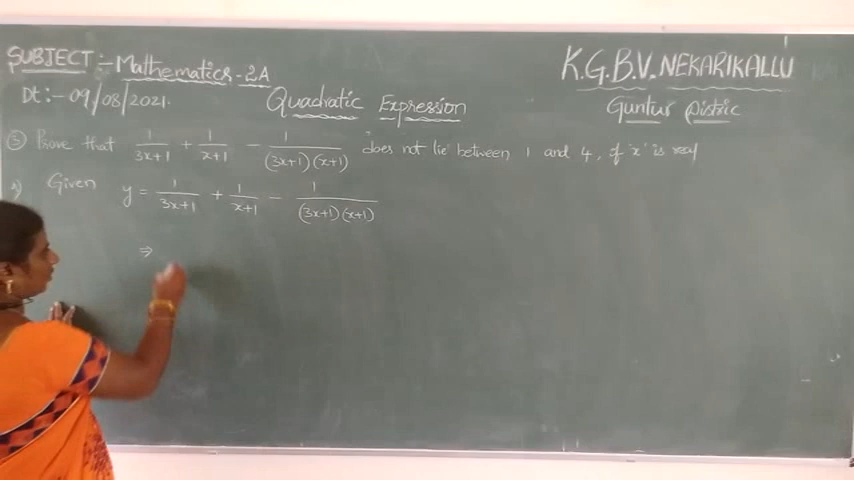 SUBJECT :- Mathematics - 2A
K.G.B.V. NEKARIKALLU
Dt :- 09/08/2021.
Quadratic Expression
Guntur Distric
③ Prove that 1/(3x+1) + 1/(x+1) - 1/((3x+1)(x+1)) does not lie between 1 and 4, if 'x' is real
A) Given y = 1/(3x+1) + 1/(x+1) - 1/((3x+1)(x+1))
⇒